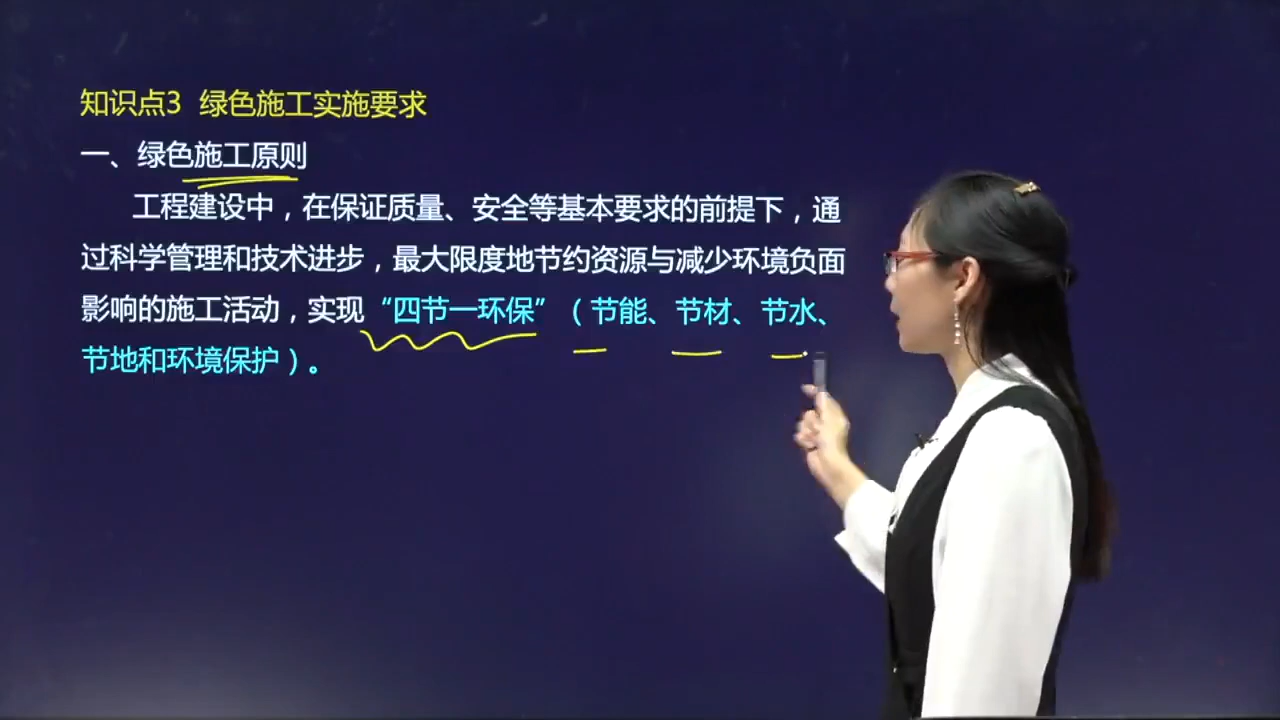 知识点3 绿色施工实施要求
一、绿色施工原则
工程建设中，在保证质量、安全等基本要求的前提下，通
过科学管理和技术进步，最大限度地节约资源与减少环境负面
影响的施工活动，实现“四节一环保”（节能、节材、节水、
节地和环境保护）。